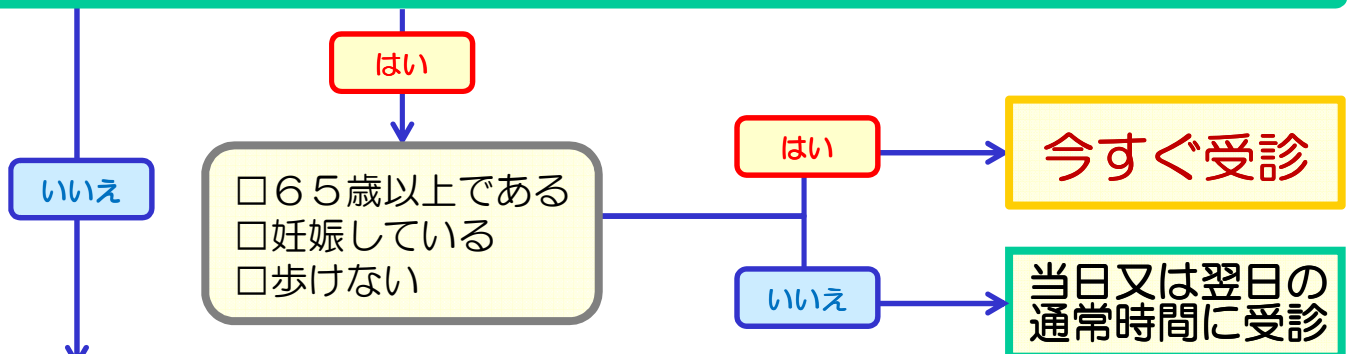 はい
いいえ
□６５歳以上である
□妊娠している
□歩けない
はい
今すぐ受診
いいえ
当日又は翌日の
通常時間に受診